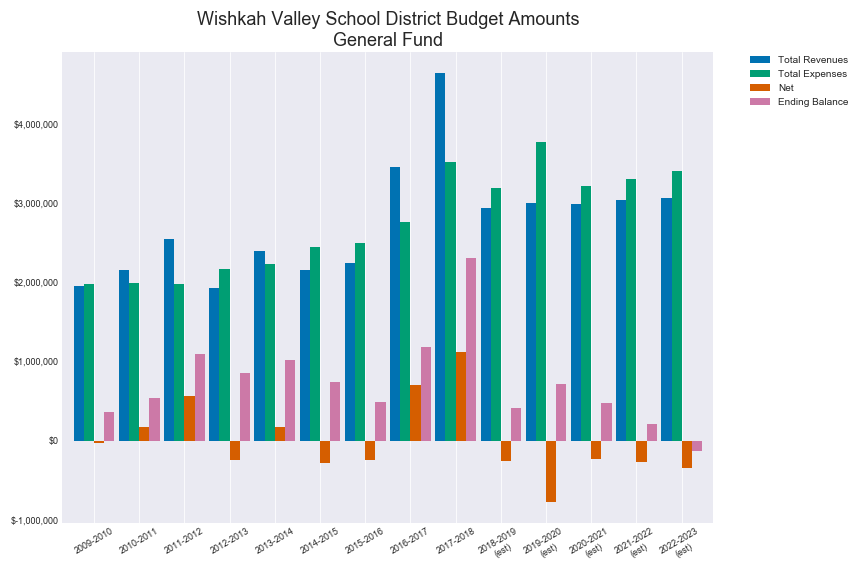 Wishkah Valley School District Budget Amounts
General Fund
Total Revenues
Total Expenses
Net
Ending Balance
$4,000,000
$3,000,000
$2,000,000
$1,000,000
$0
$-1,000,000
2009-2010
2010-2011
2011-2012
2012-2013
2013-2014
2014-2015
2015-2016
2016-2017
2017-2018
2018-2019
(est)
2019-2020
(est)
2020-2021
(est)
2021-2022
(est)
2022-2023
(est)